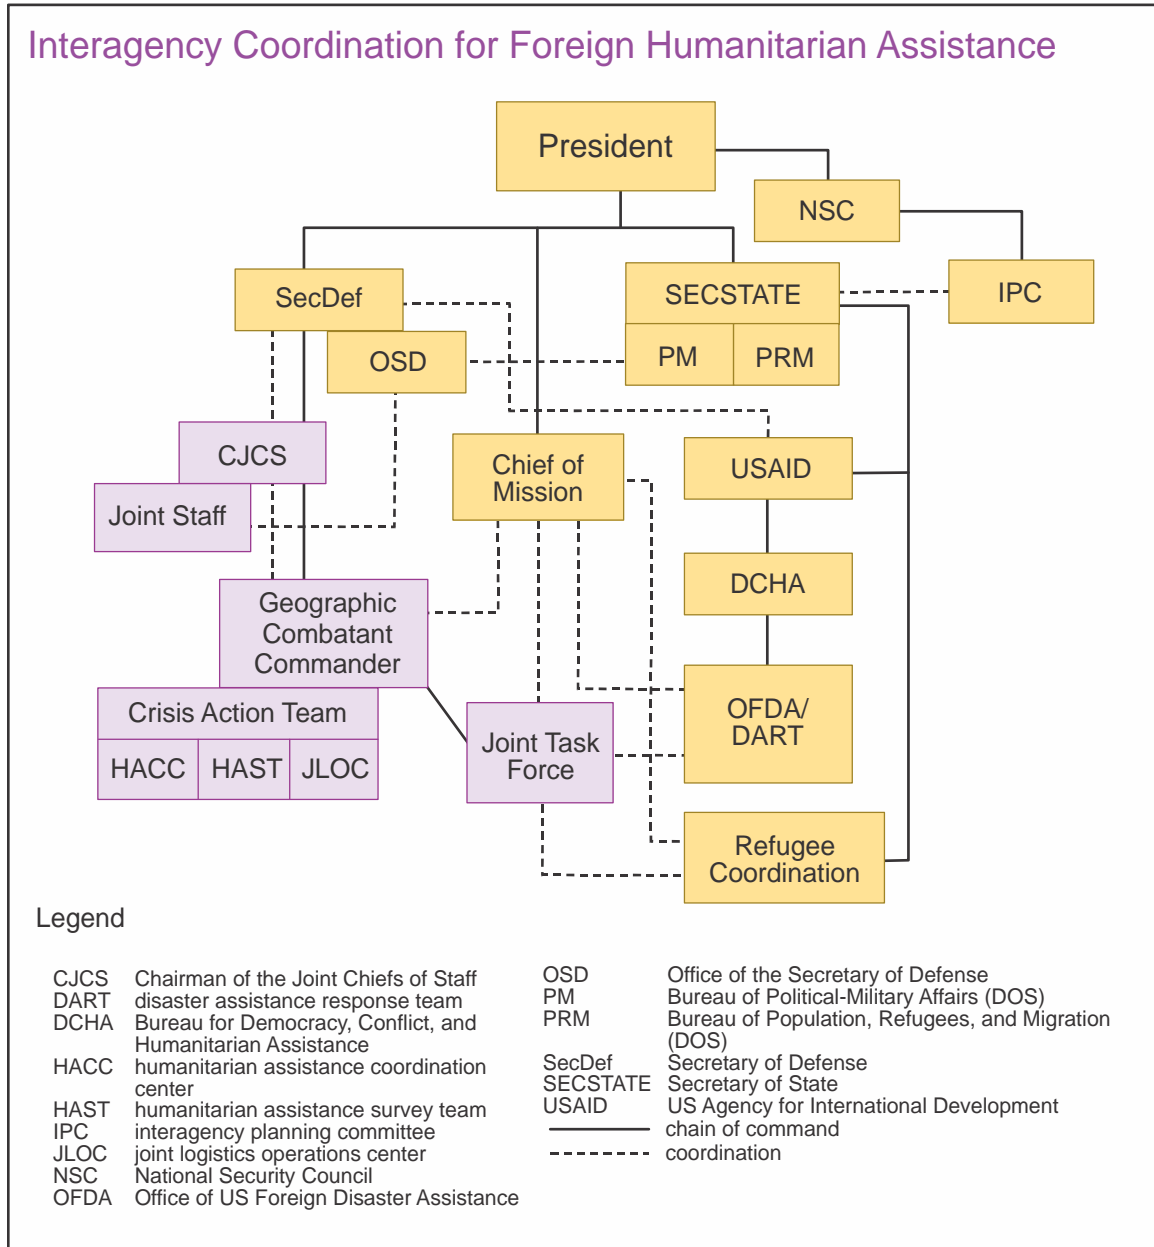 Interagency Coordination for Foreign Humanitarian Assistance
President
NSC
SecDef
SECSTATE
IPC
OSD
PM
PRM
CJCS
Chief of
Mission
USAID
Joint Staff
DCHA
Geographic
Combatant
Commander
Crisis Action Team
HACC
HAST
JLOC
Joint Task
Force
OFDA/
DART
Refugee
Coordination
Legend
CJCS Chairman of the Joint Chiefs of Staff
DART disaster assistance response team
DCHA Bureau for Democracy, Conflict, and
Humanitarian Assistance
HACC humanitarian assistance coordination
center
HAST humanitarian assistance survey team
IPC interagency planning committee
JLOC joint logistics operations center
NSC National Security Council
OFDA Office of US Foreign Disaster Assistance
OSD Office of the Secretary of Defense
PM Bureau of Political-Military Affairs (DOS)
PRM Bureau of Population, Refugees, and Migration
(DOS)
SecDef Secretary of Defense
SECSTATE Secretary of State
USAID US Agency for International Development
chain of command
coordination